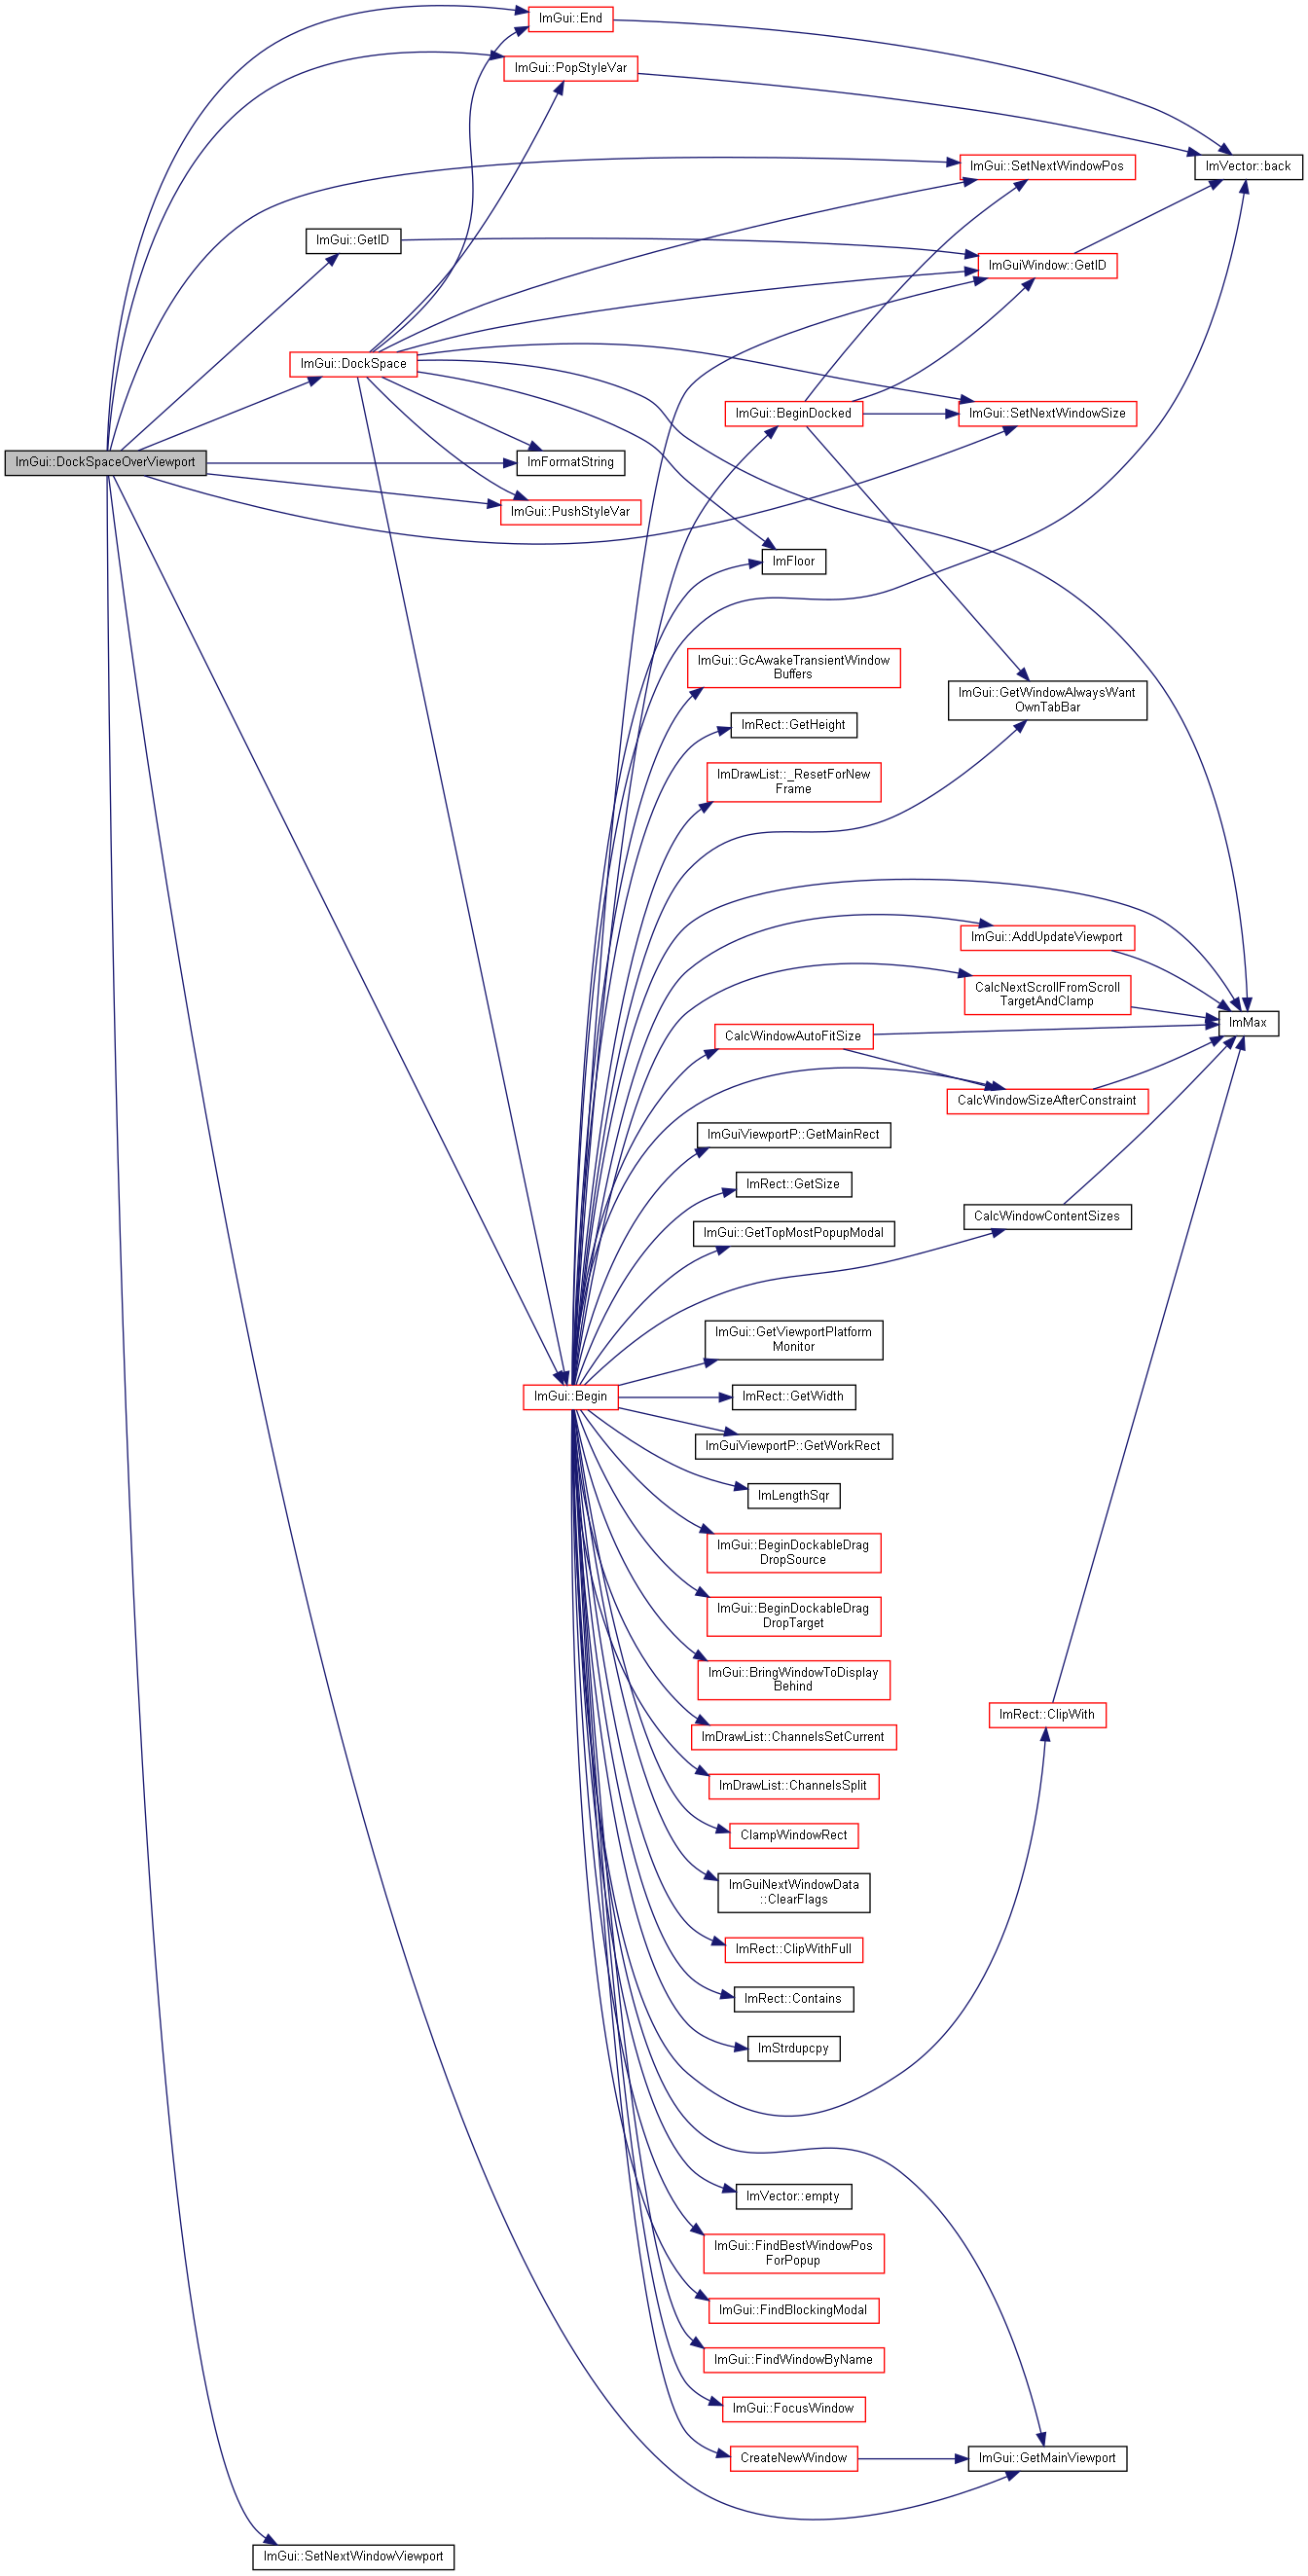 ImGui::End
ImGui::PopStyleVar
ImVector::back
ImGui::SetNextWindowPos
ImGui::GetID
ImGuiWindow::GetID
ImGui::DockSpace
ImGui::BeginDocked
ImGui::SetNextWindowSize
ImGui::DockSpaceOverViewport
ImFormatString
ImGui::PushStyleVar
ImFloor
ImGui::GcAwakeTransientWindow
Buffers
ImGui::GetWindowAlwaysWant
OwnTabBar
ImRect::GetHeight
ImDrawList::_ResetForNew
Frame
ImGui::AddUpdateViewport
CalcNextScrollFromScroll
TargetAndClamp
ImMax
CalcWindowAutoFitSize
CalcWindowSizeAfterConstraint
ImGuiViewportP::GetMainRect
ImRect::GetSize
CalcWindowContentSizes
ImGui::GetTopMostPopupModal
ImGui::GetViewportPlatform
Monitor
ImGui::Begin
ImRect::GetWidth
ImGuiViewportP::GetWorkRect
ImLengthSqr
ImGui::BeginDockableDrag
DropSource
ImGui::BeginDockableDrag
DropTarget
ImGui::BringWindowToDisplay
Behind
ImRect::ClipWith
ImDrawList::ChannelsSetCurrent
ImDrawList::ChannelsSplit
ClampWindowRect
ImGuiNextWindowData
::ClearFlags
ImRect::ClipWithFull
ImRect::Contains
ImStrdupcpy
ImVector::empty
ImGui::FindBestWindowPos
ForPopup
ImGui::FindBlockingModal
ImGui::FindWindowByName
ImGui::FocusWindow
CreateNewWindow
ImGui::GetMainViewport
ImGui::SetNextWindowViewport